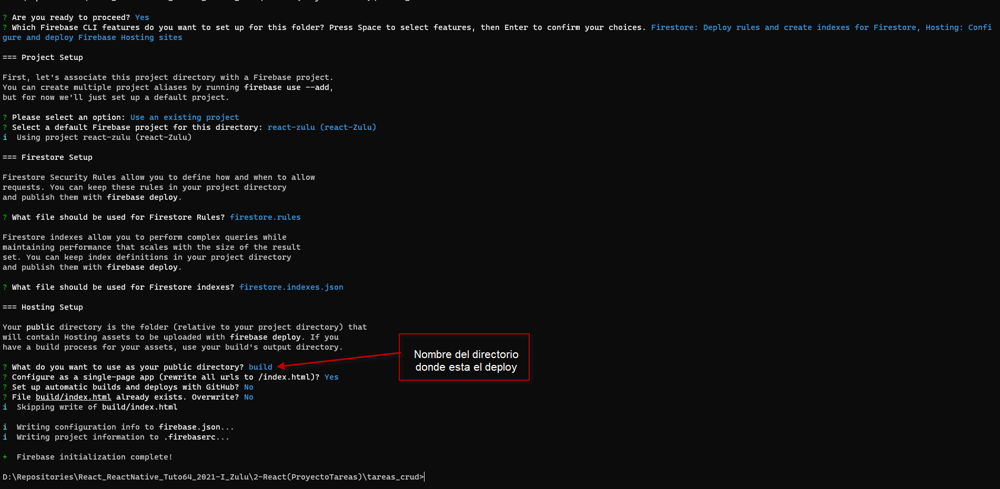 ? Are you ready to proceed? Yes
? Which Firebase CLI features do you want to set up for this folder? Press Space to select features, then Enter to confirm your choices. Firestore: Deploy rules and create indexes for Firestore, Hosting: Confi
gure and deploy Firebase Hosting sites
=== Project Setup
First, let's associate this project directory with a Firebase project.
You can create multiple project aliases by running firebase use --add,
but for now we'll just set up a default project.
? Please select an option: Use an existing project
? Select a default Firebase project for this directory: react-zulu (react-Zulu)
i  Using project react-zulu (react-Zulu)
=== Firestore Setup
Firestore Security Rules allow you to define how and when to allow
requests. You can keep these rules in your project directory
and publish them with firebase deploy.
? What file should be used for Firestore Rules? firestore.rules
Firestore indexes allow you to perform complex queries while
maintaining performance that scales with the size of the result
set. You can keep index definitions in your project directory
and publish them with firebase deploy.
? What file should be used for Firestore indexes? firestore.indexes.json
=== Hosting Setup
Your public directory is the folder (relative to your project directory) that
will contain Hosting assets to be uploaded with firebase deploy. If you
have a build process for your assets, use your build's output directory.
? What do you want to use as your public directory? build
? Configure as a single-page app (rewrite all urls to /index.html)? Yes
? Set up automatic builds and deploys with GitHub? No
? File build/index.html already exists. Overwrite? No
i  Skipping write of build/index.html
i  Writing configuration info to firebase.json...
i  Writing project information to .firebaserc...
+  Firebase initialization complete!
D:\Repositories\React_ReactNative_Tuto64_2021-I_Zulu\2-React(ProyectoTareas)\tareas_crud>
Nombre del directorio
donde esta el deploy